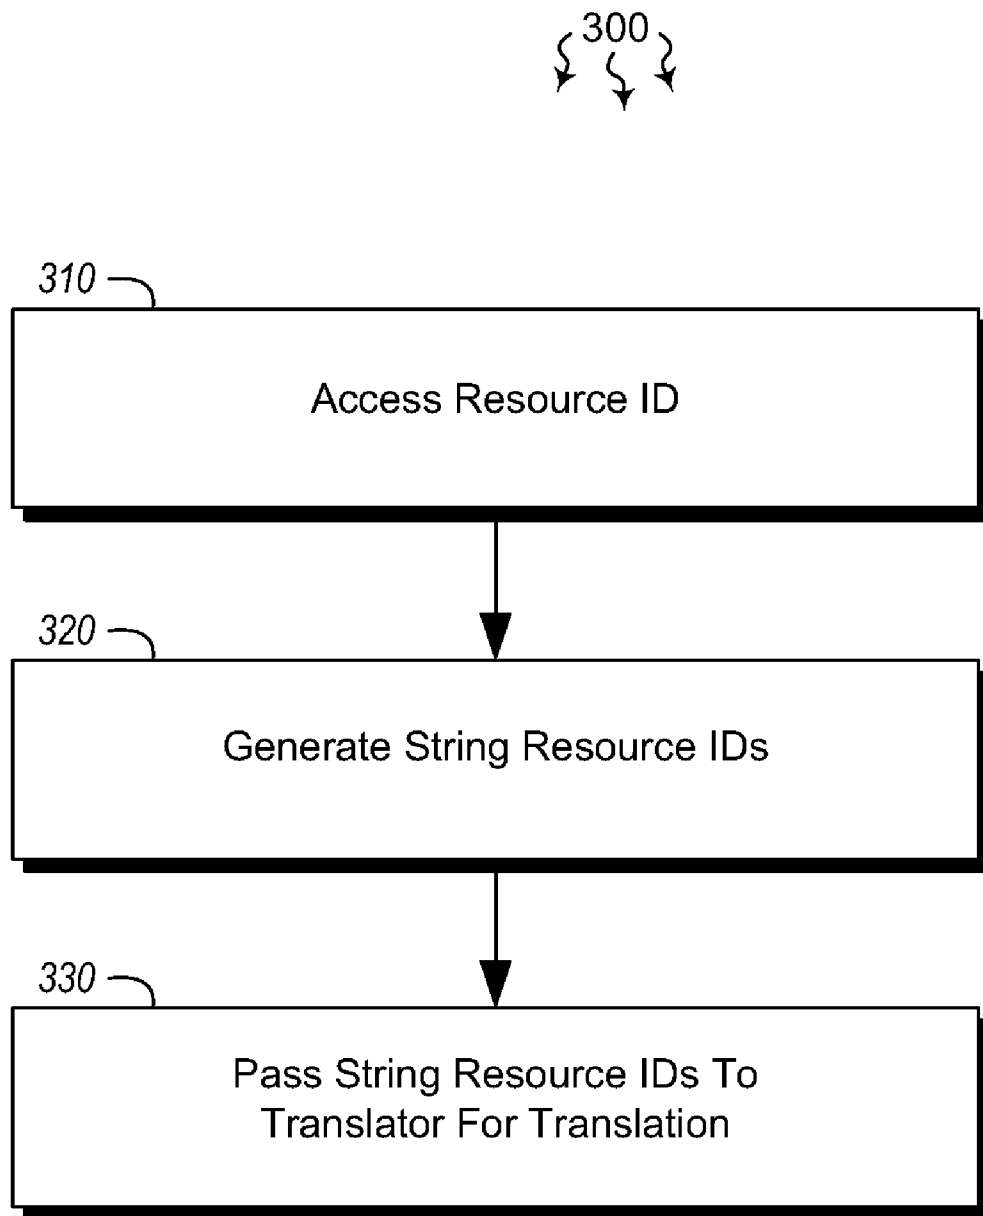 300
310
Access Resource ID
320
Generate String Resource IDs
330
Pass String Resource IDs To
Translator For Translation